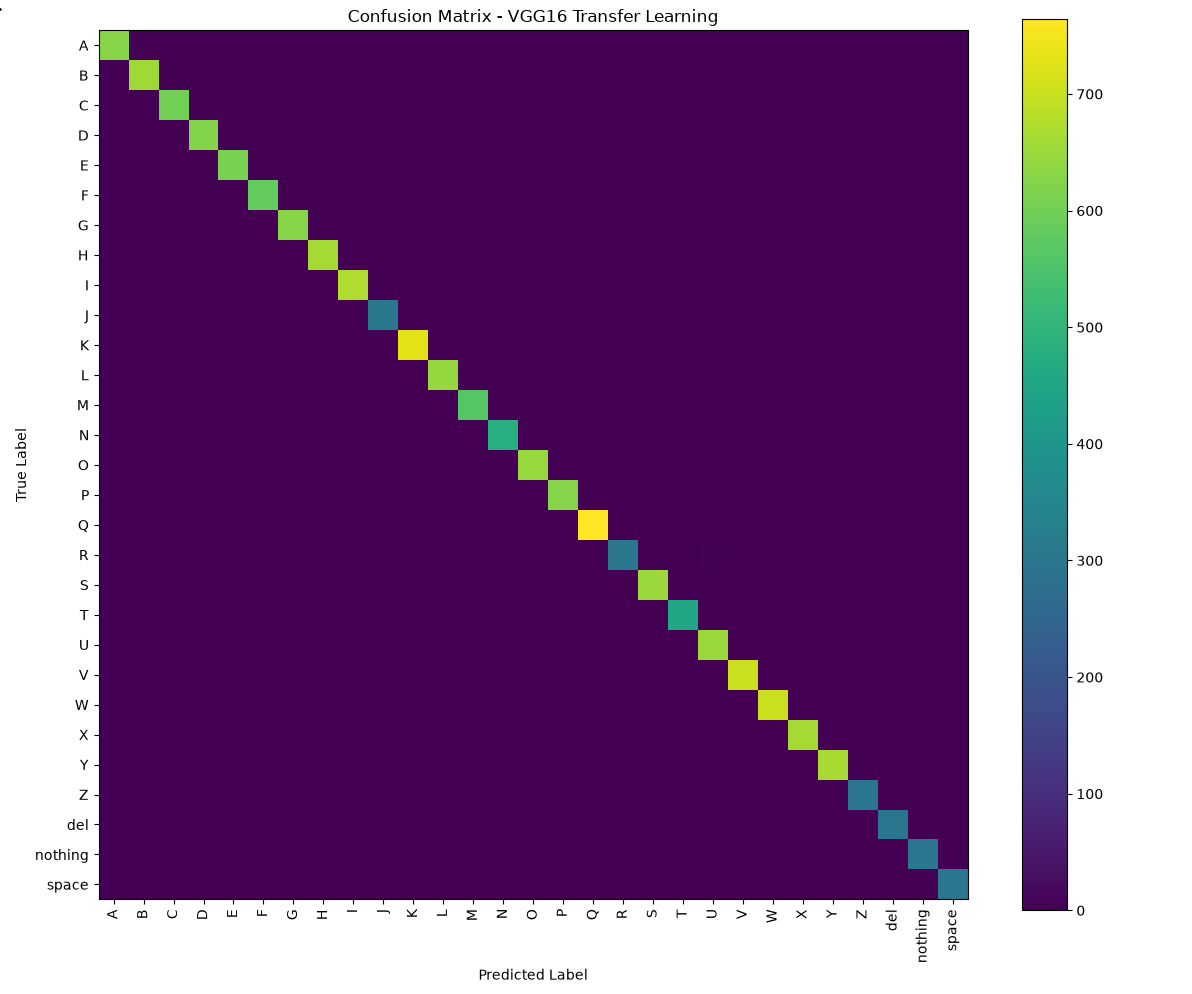 Confusion Matrix - VGG16 Transfer Learning
True Label
A
B
C
D
E
F
G
H
I
J
K
L
M
N
O
P
Q
R
S
T
U
V
W
X
Y
Z
del
nothing
space
A B C D E F G H I J K L M N O P Q R S T U V W X Y Z del nothing space
Predicted Label
700
600
500
400
300
200
100
0